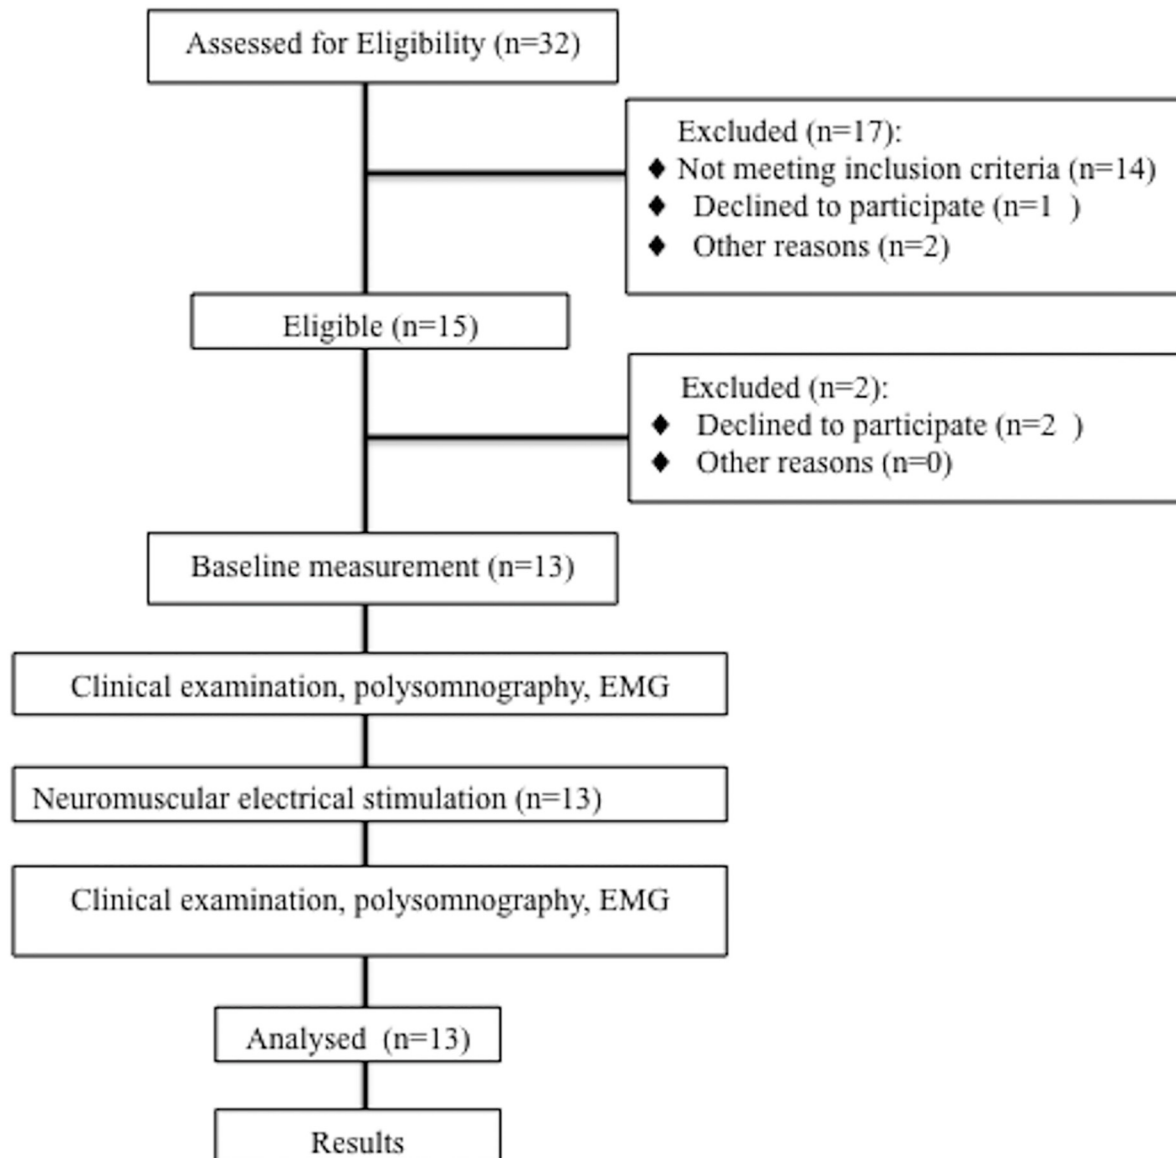 Assessed for Eligibility (n=32)
Excluded (n=17):
♦ Not meeting inclusion criteria (n=14)
♦ Declined to participate (n=1 )
♦ Other reasons (n=2)
Eligible (n=15)
Excluded (n=2):
♦ Declined to participate (n=2 )
♦ Other reasons (n=0)
Baseline measurement (n=13)
Clinical examination, polysomnography, EMG
Neuromuscular electrical stimulation (n=13)
Clinical examination, polysomnography, EMG
Analysed (n=13)
Results